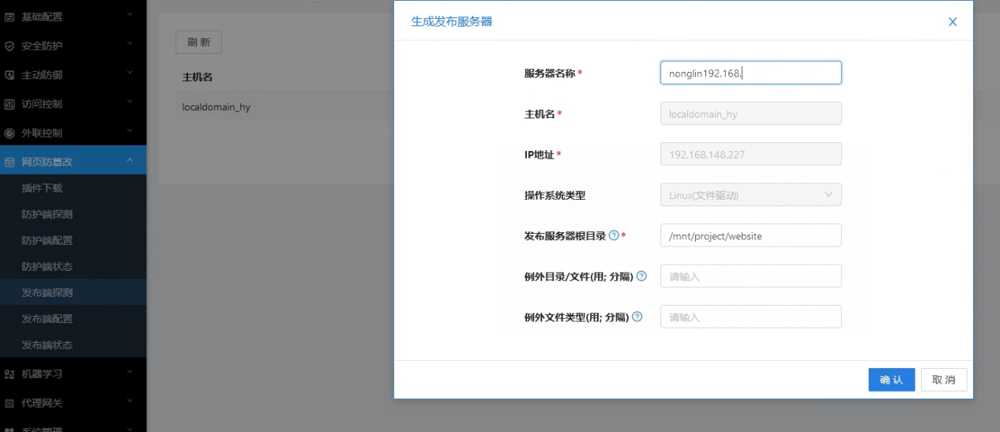 基础配置
安全防护
主动防御
访问控制
外联控制
网页防篡改
插件下载
防护端探测
防护端配置
防护端状态
发布端探测
发布端配置
发布端状态
机器学习
代理网关
系统管理
刷 新
主机名
localdomain_hy
生成发布服务器
X
服务器名称*
nonglin192.168.
主机名*
localdomain_hy
IP地址*
192.168.148.227
操作系统类型
Linux(文件驱动)
发布服务器根目录 ? *
/mnt/project/website
例外目录/文件(用; 分隔) ?
请输入
例外文件类型(用; 分隔) ?
请输入
确 认
取 消